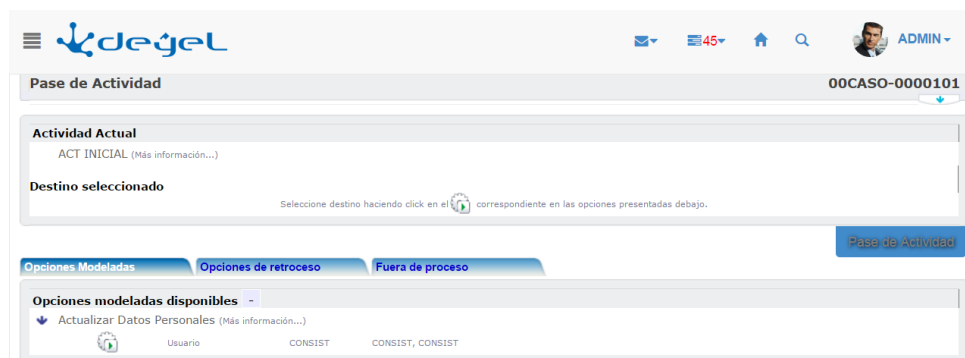 deyel
45
ADMIN
Pase de Actividad
00CASO-0000101
Actividad Actual
ACT INICIAL (Más información...)
Destino seleccionado
Seleccione destino haciendo click en el correspondiente en las opciones presentadas debajo.
Pase de Actividad
Opciones Modeladas
Opciones de retroceso
Fuera de proceso
Opciones modeladas disponibles -
Actualizar Datos Personales (Más información...)
Usuario CONSIST CONSIST, CONSIST